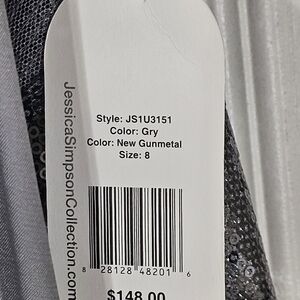 JessicaSimpsonCollection.com
Style: JS1U3151
Color: Gry
Color: New Gunmetal
Size: 8
8 28128 48201 6
$148.00